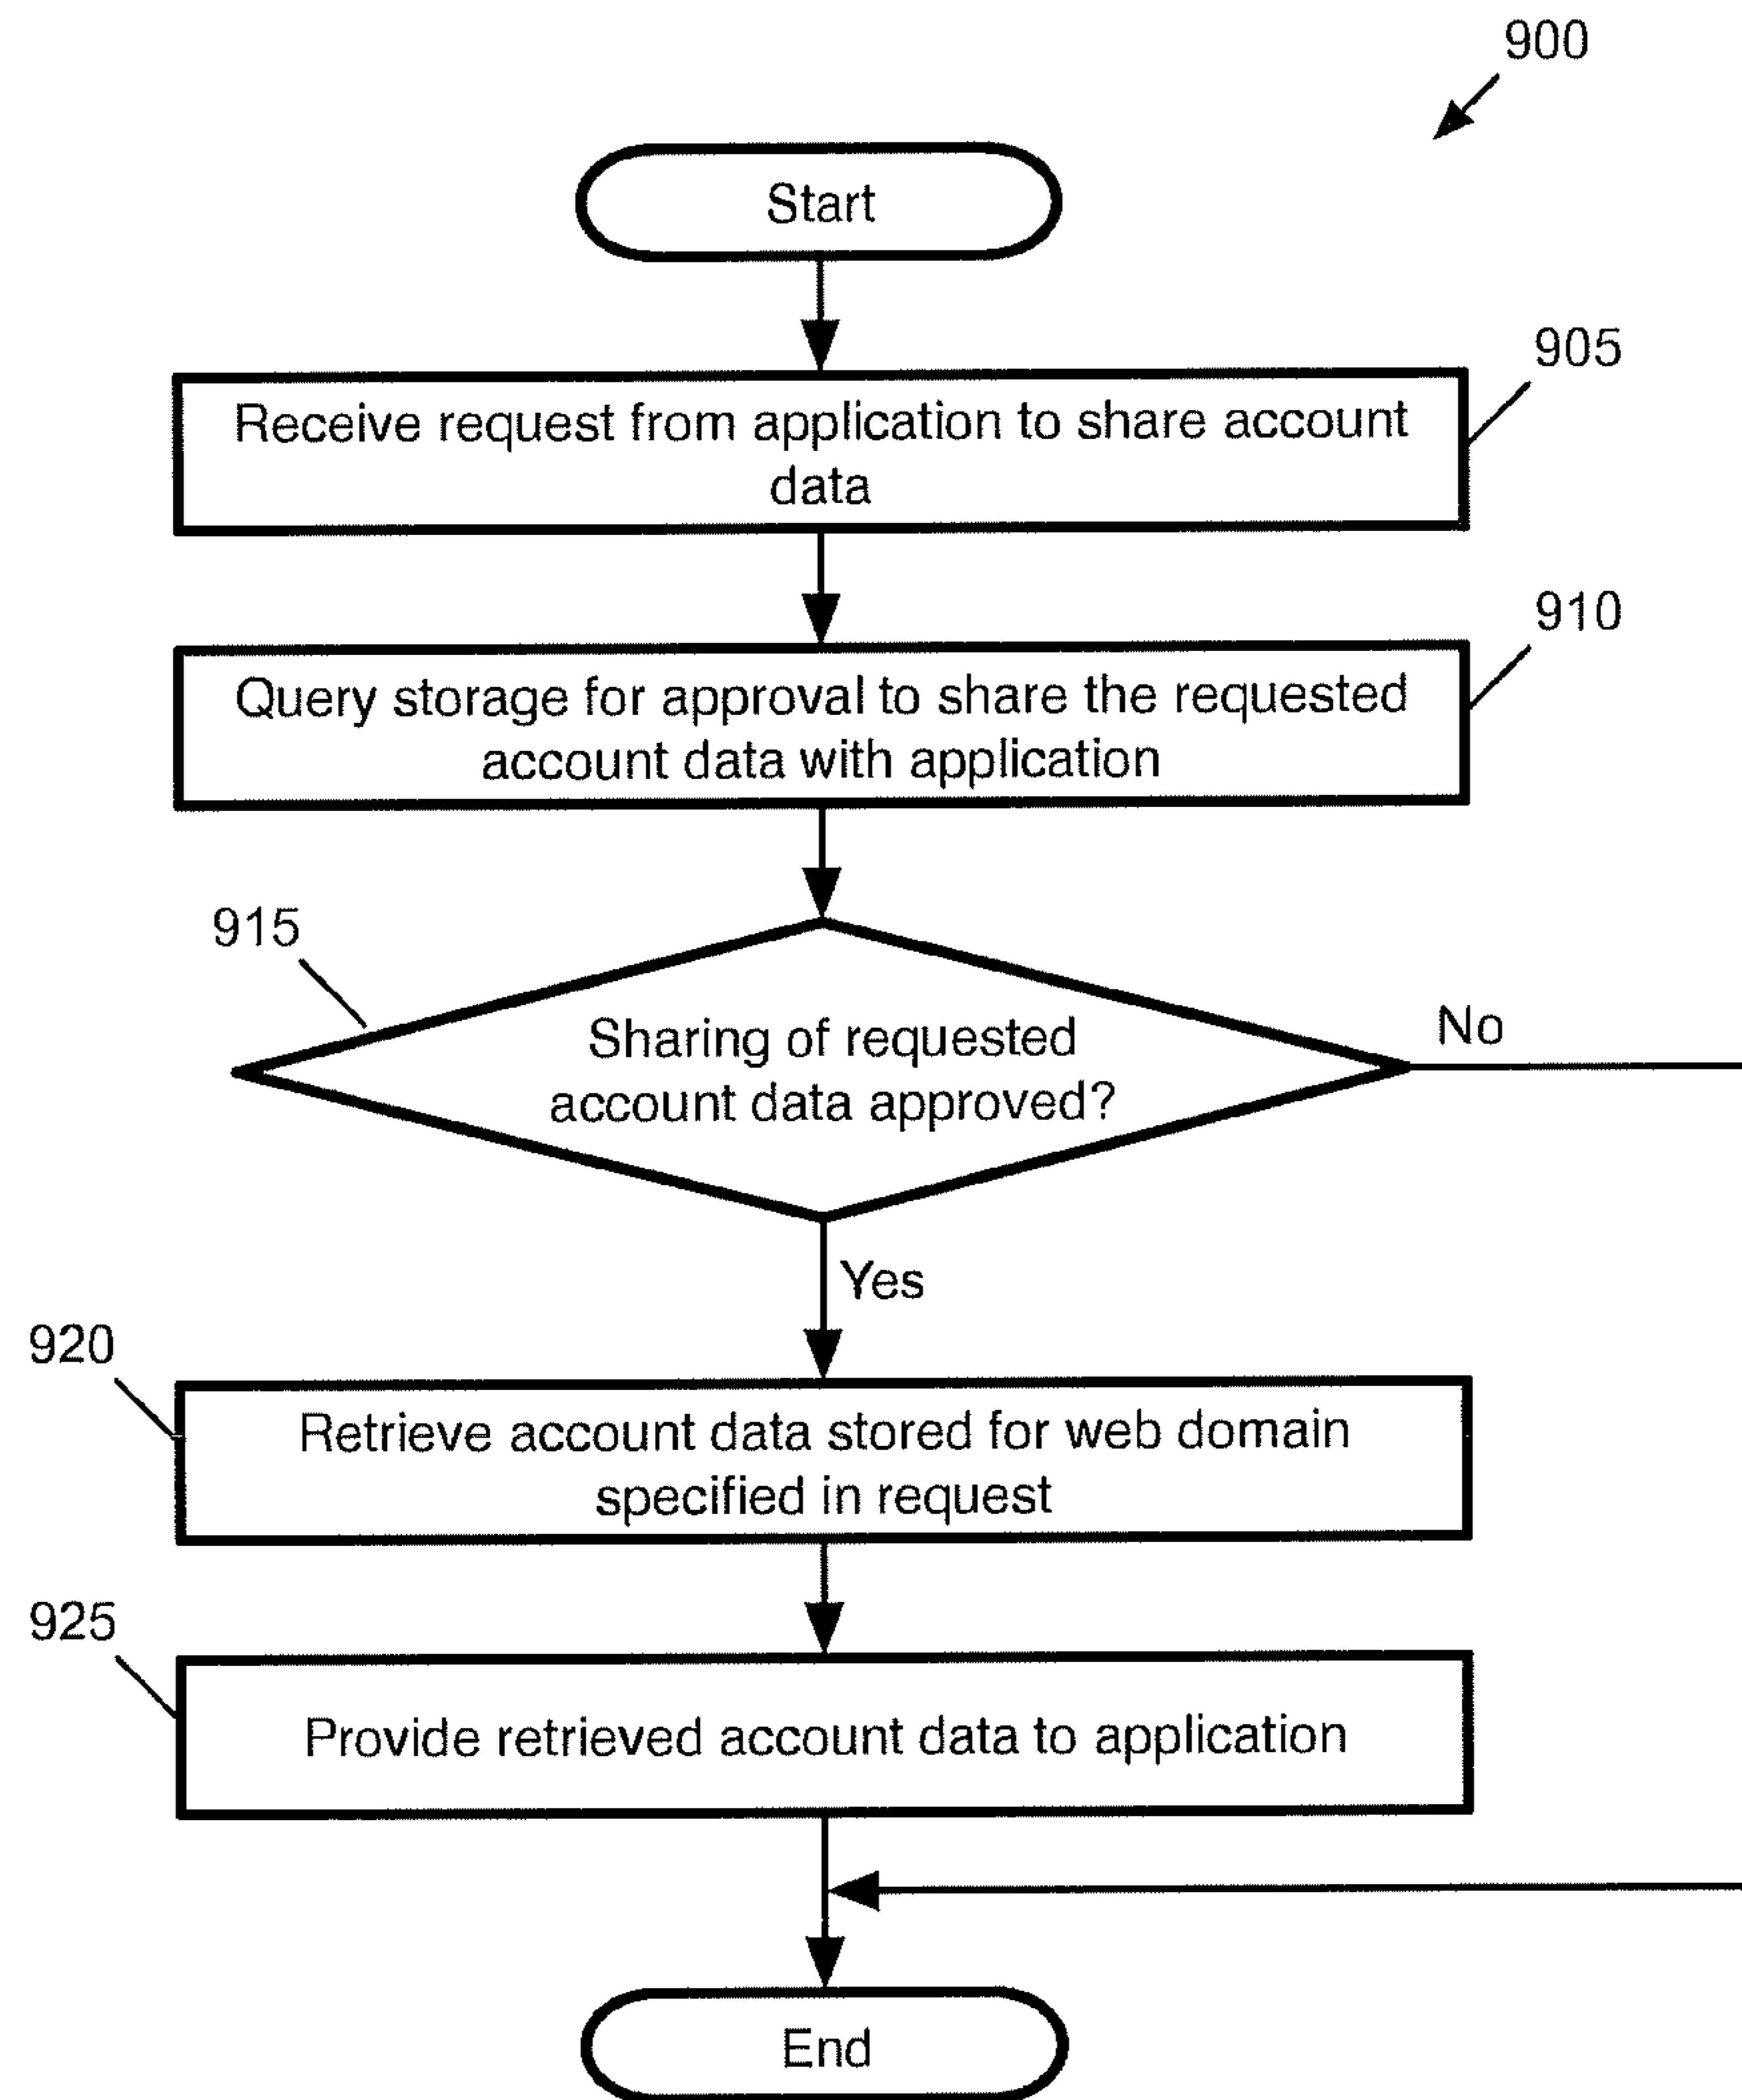 900
Start
905
Receive request from application to share account
data
910
Query storage for approval to share the requested
account data with application
915
Sharing of requested
account data approved?
No
Yes
920
Retrieve account data stored for web domain
specified in request
925
Provide retrieved account data to application
End